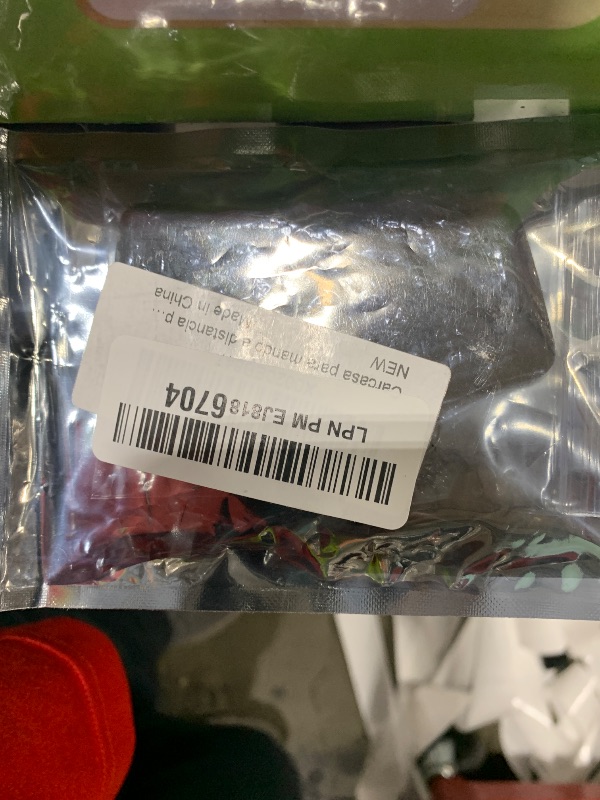 LPN PM EJ8186704
Carcasa para mando a distancia p...
NEW
Made in China